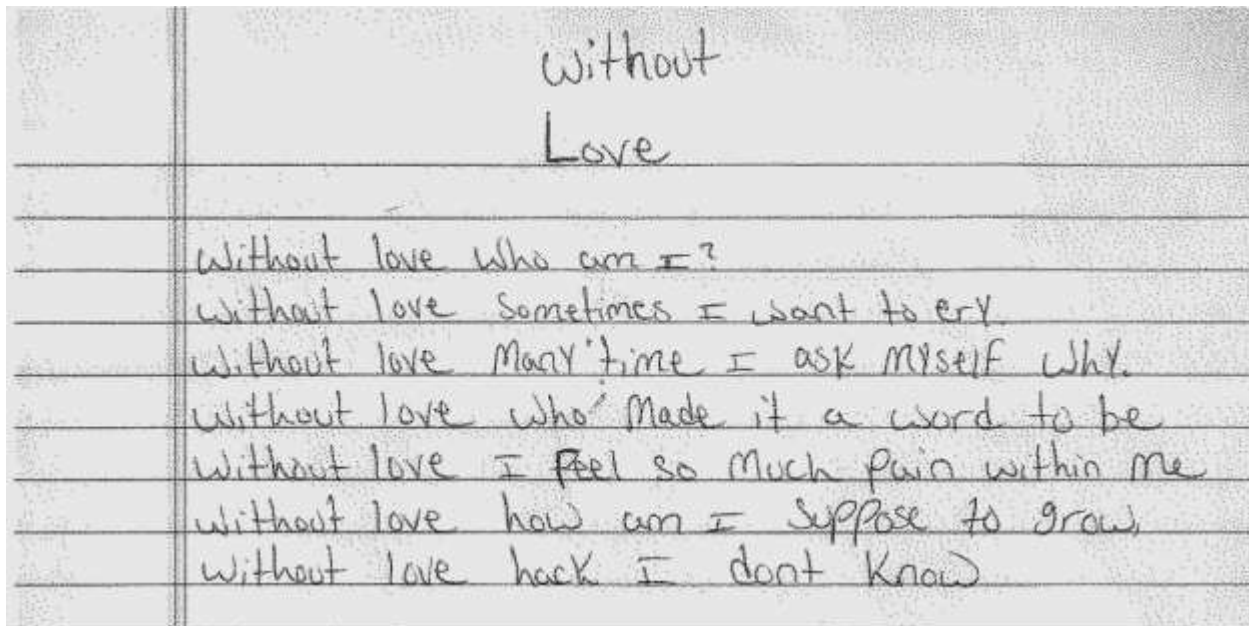 Without
Love
Without love who am I?
Without love sometimes I want to cry.
Without love many time I ask myself why.
Without love who made it a word to be
Without love I feel so much pain within me
Without love how am I suppose to grow,
Without love hack I dont know